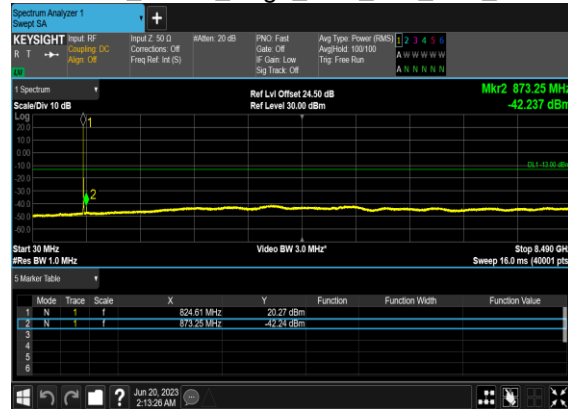 Spectrum Analyzer 1
Swept SA
+
KEYSIGHT Input: RF
R T
Coupling: DC
Align: Off
Input Z: 50 Ω
Corrections: Off
Freq Ref: Int (S)
#Atten: 20 dB
PNO: Fast
Gate: Off
IF Gain: Low
Sig Track: Off
Avg Type: Power (RMS)
Avg|Hold: 100/100
Trig: Free Run
1 2 3 4 5 6
A W W W W W
A N N N N N
1 Spectrum
Scale/Div 10 dB
Ref Lvl Offset 24.50 dB
Ref Level 30.00 dBm
Mkr2 873.25 MHz
-42.237 dBm
Log
20.0
10.0
0.00
-10.0
-20.0
-30.0
-40.0
-50.0
-60.0
1
2
DL1 -13.00 dBm
Start 30 MHz
#Res BW 1.0 MHz
Video BW 3.0 MHz*
Stop 8.490 GHz
Sweep 16.0 ms (40001 pts)
5 Marker Table
Mode Trace Scale X Y Function Function Width Function Value
1 N 1 f 824.61 MHz 20.27 dBm
2 N 1 f 873.25 MHz -42.24 dBm
3
4
5
6
? Jun 20, 2023
2:13:26 AM